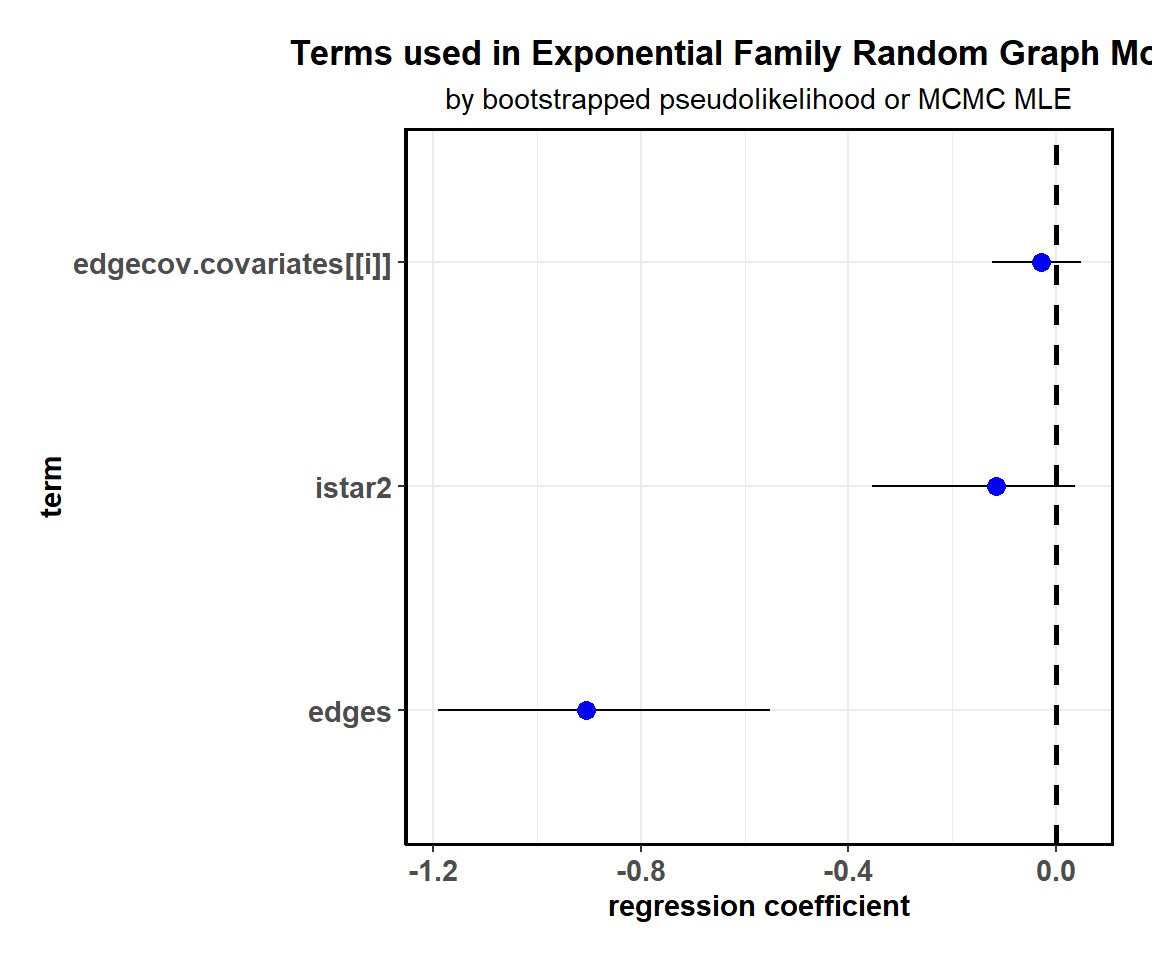 Terms used in Exponential Family Random Graph Mo
by bootstrapped pseudolikelihood or MCMC MLE
edgecov.covariates[[i]]
istar2
edges
term
-1.2 -0.8 -0.4 0.0
regression coefficient